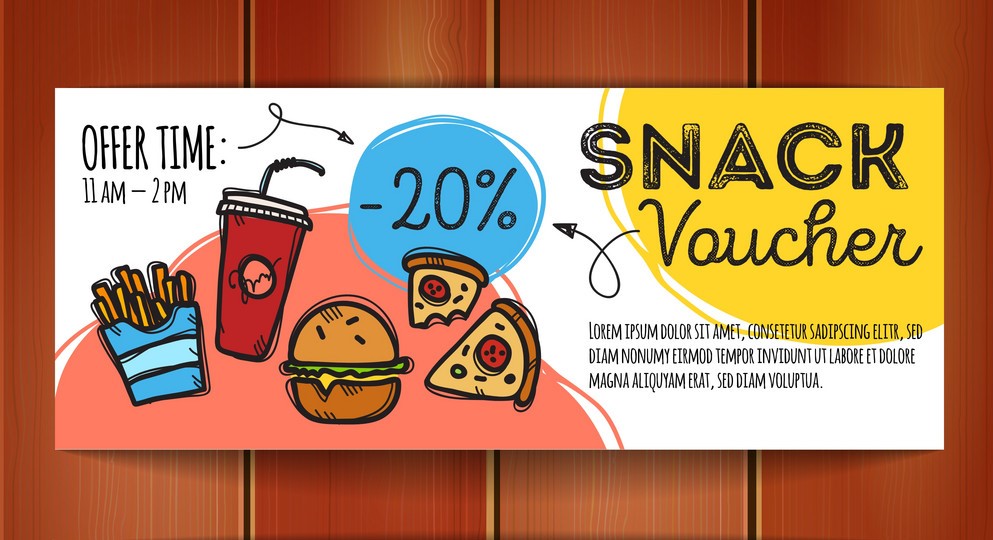 OFFER TIME:
11 AM – 2 PM
-20%
SNACK
Voucher
LOREM IPSUM DOLOR SIT AMET, CONSETETUR SADIPSCING ELITR, SED
DIAM NONUMY EIRMOD TEMPOR INVIDUNT UT LABORE ET DOLORE
MAGNA ALIQUYAM ERAT, SED DIAM VOLUPTUA.